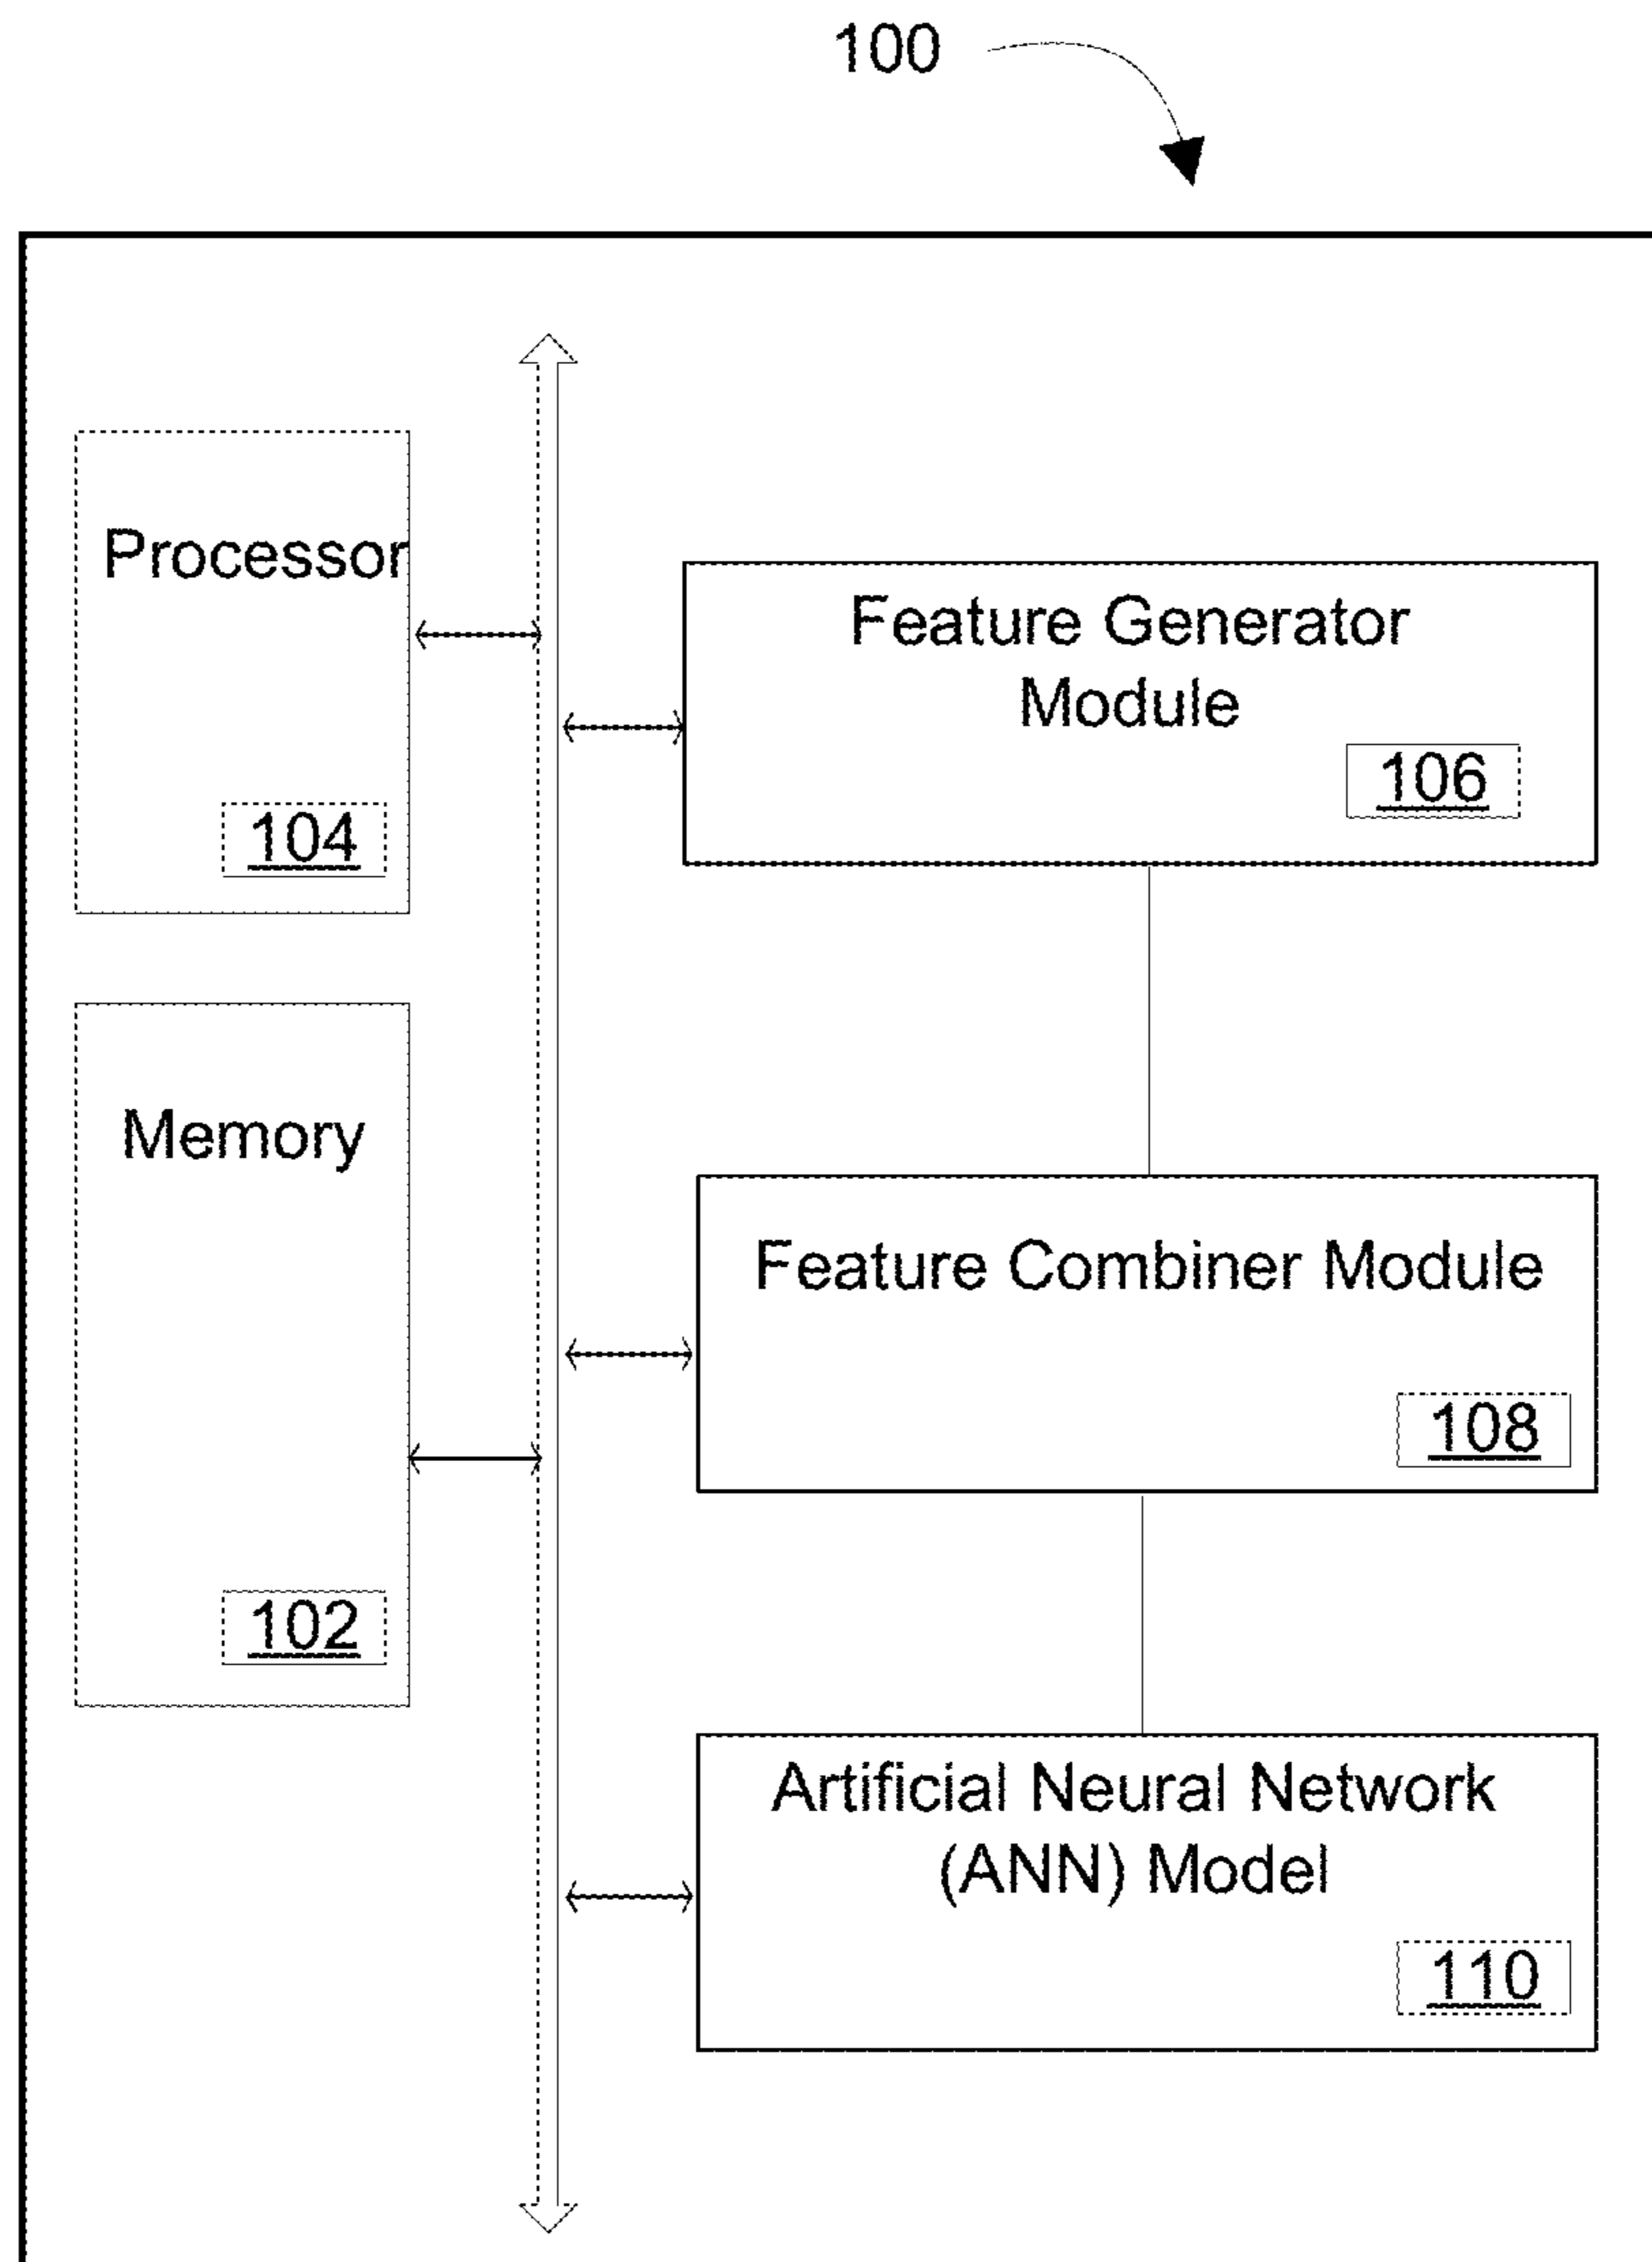 100
Processor
104
Feature Generator
Module
106
Memory
102
Feature Combiner Module
108
Artificial Neural Network
(ANN) Model
110